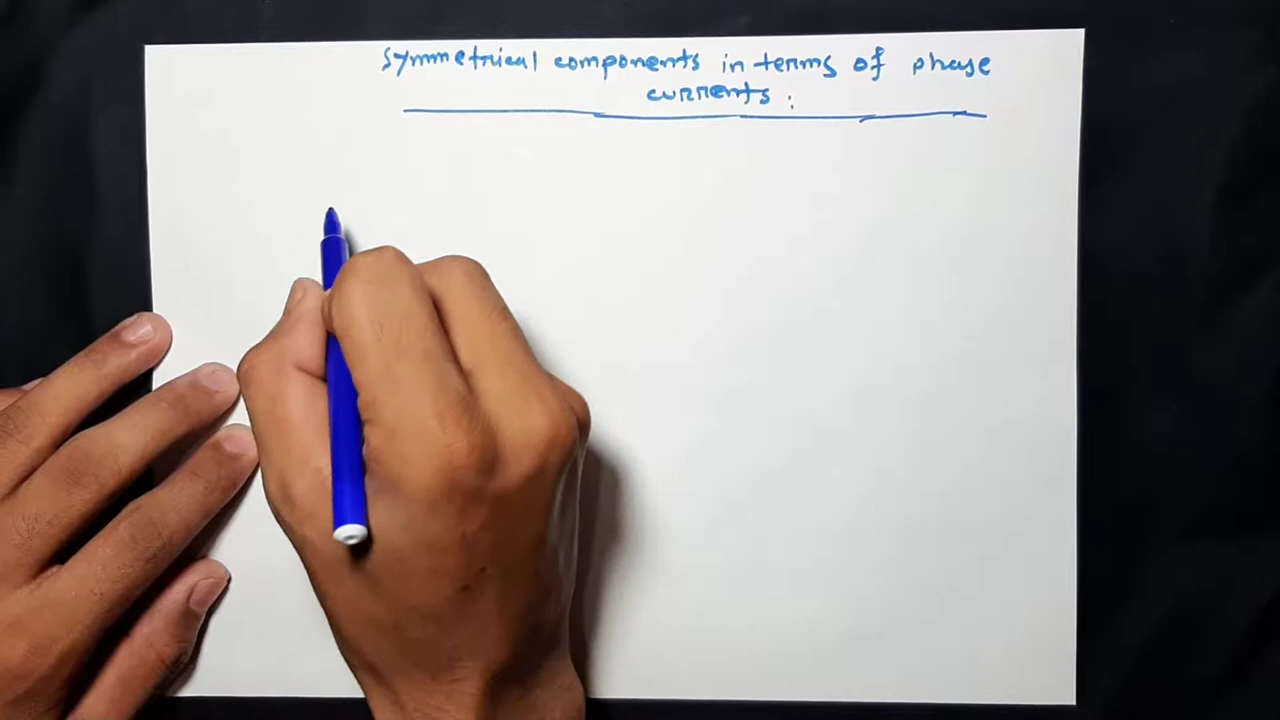 Symmetrical components in terms of phase
currents :